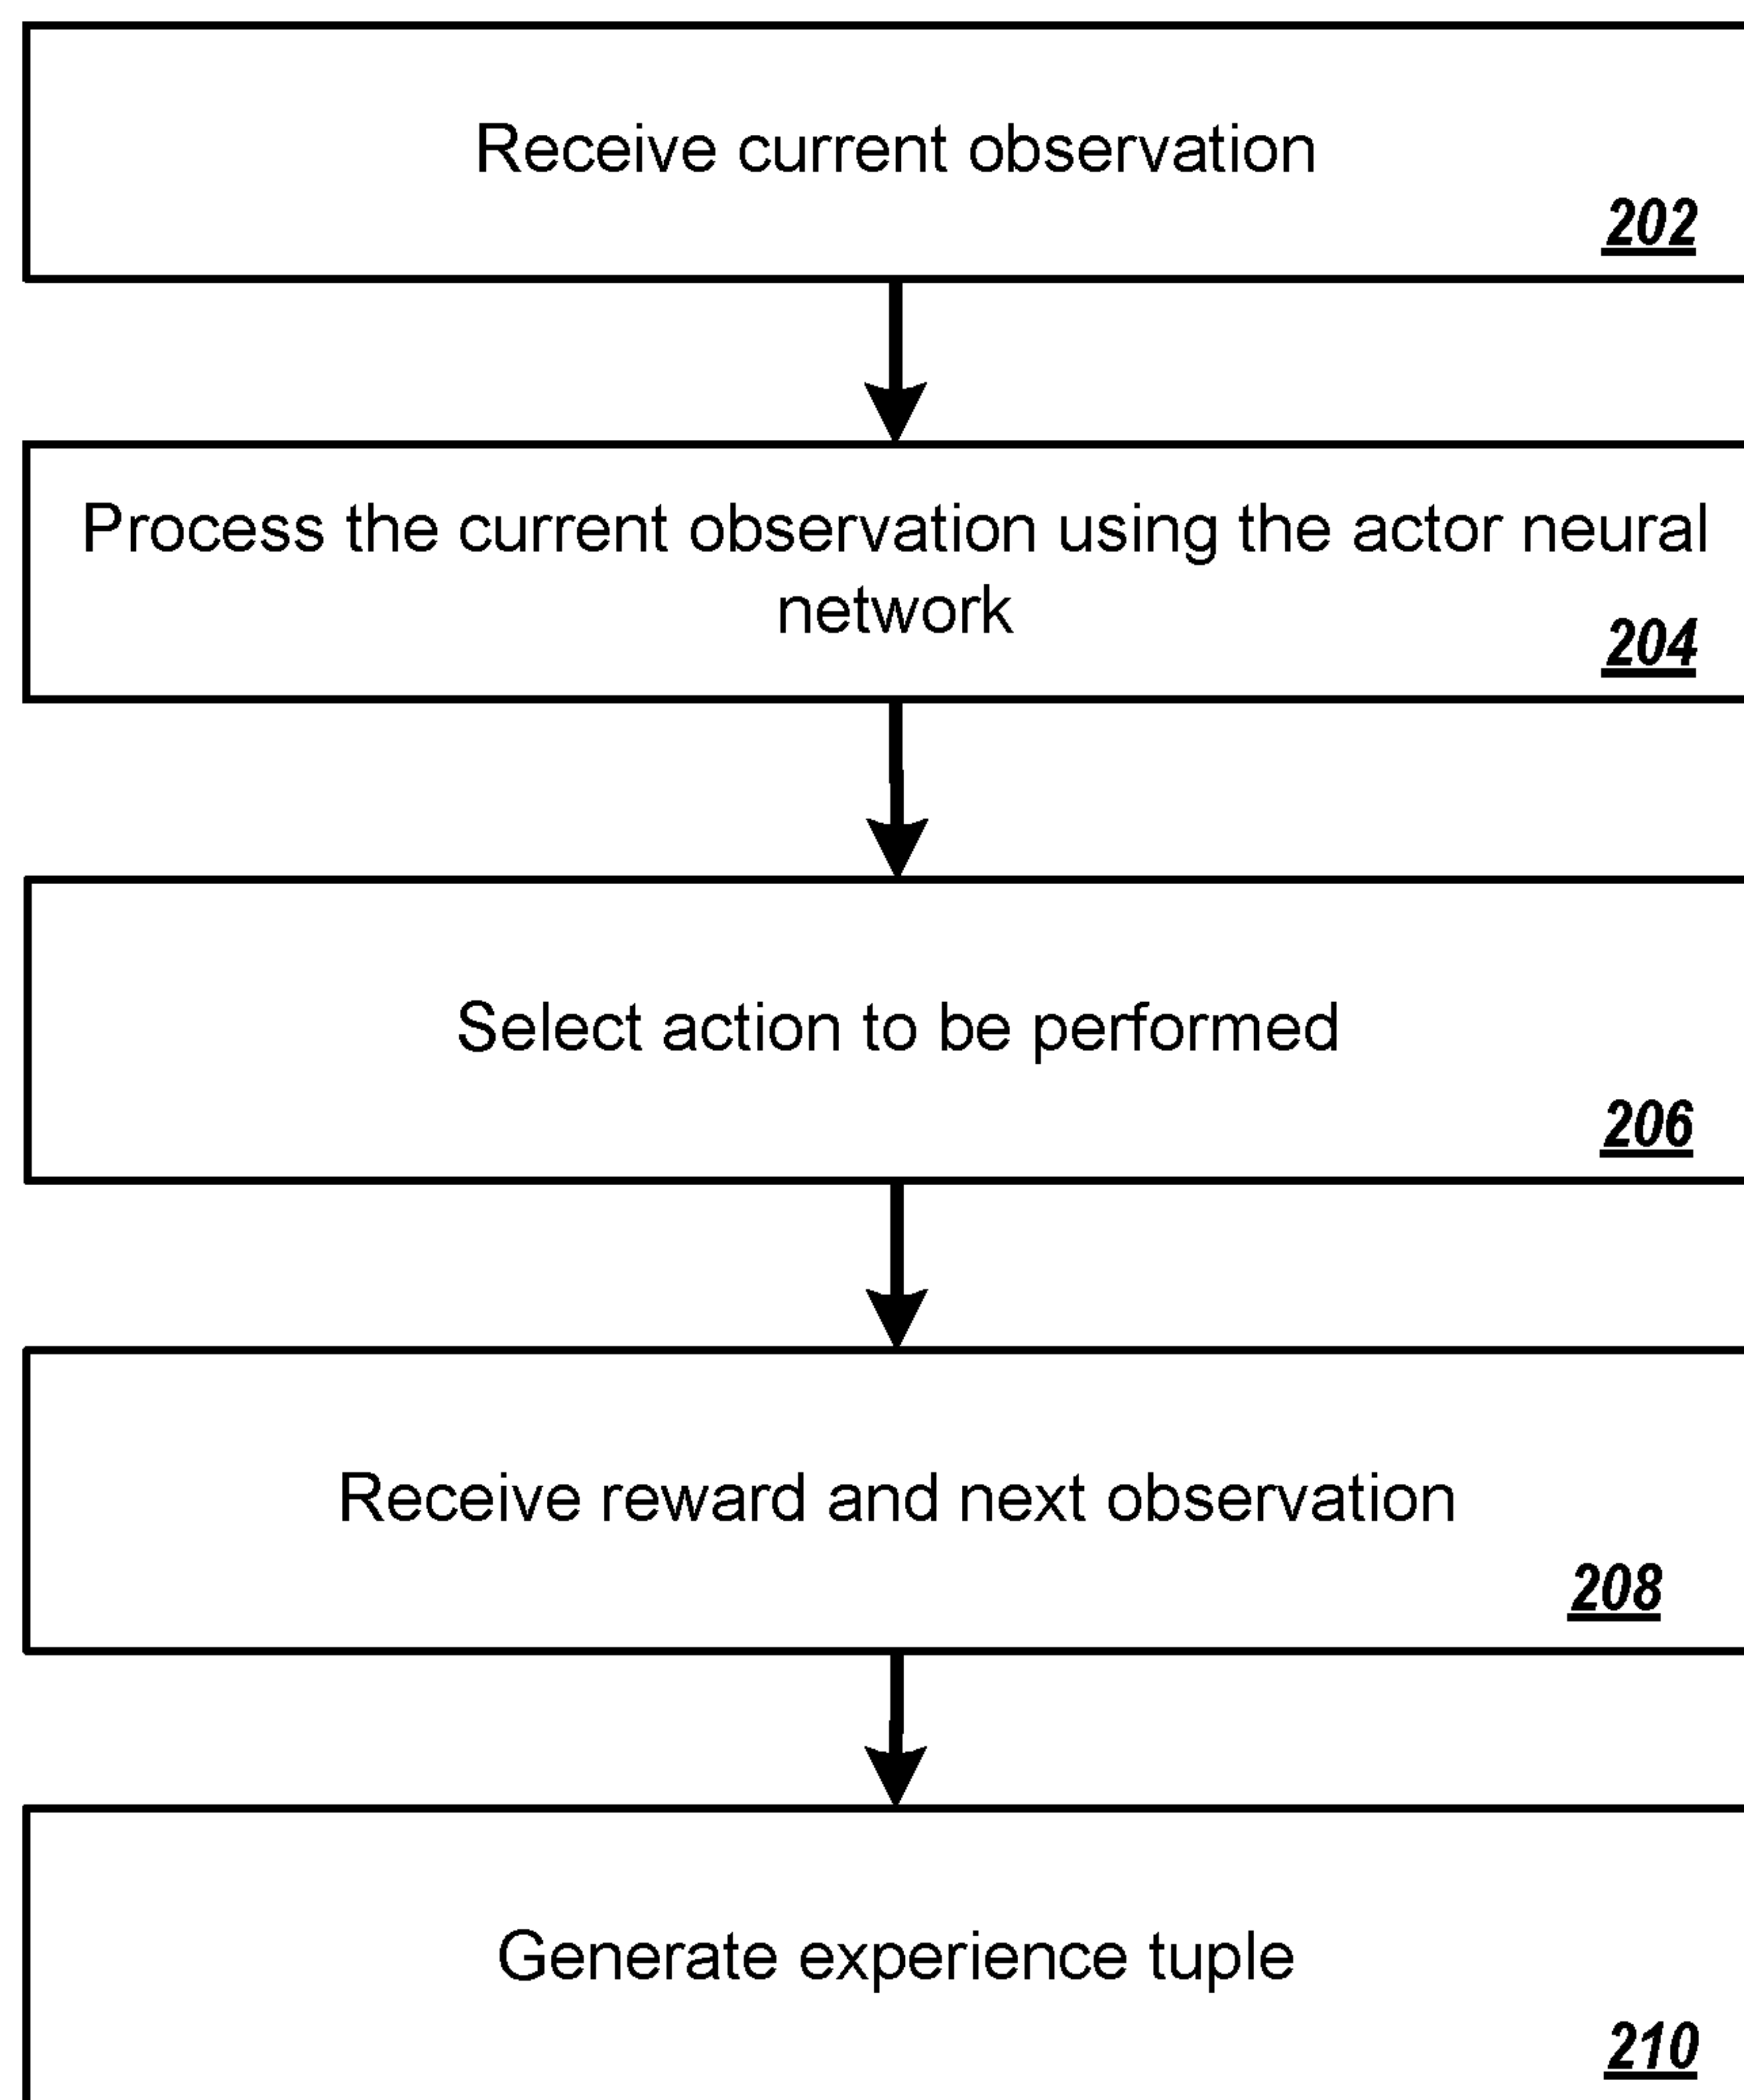 Receive current observation
202
Process the current observation using the actor neural
network
204
Select action to be performed
206
Receive reward and next observation
208
Generate experience tuple
210